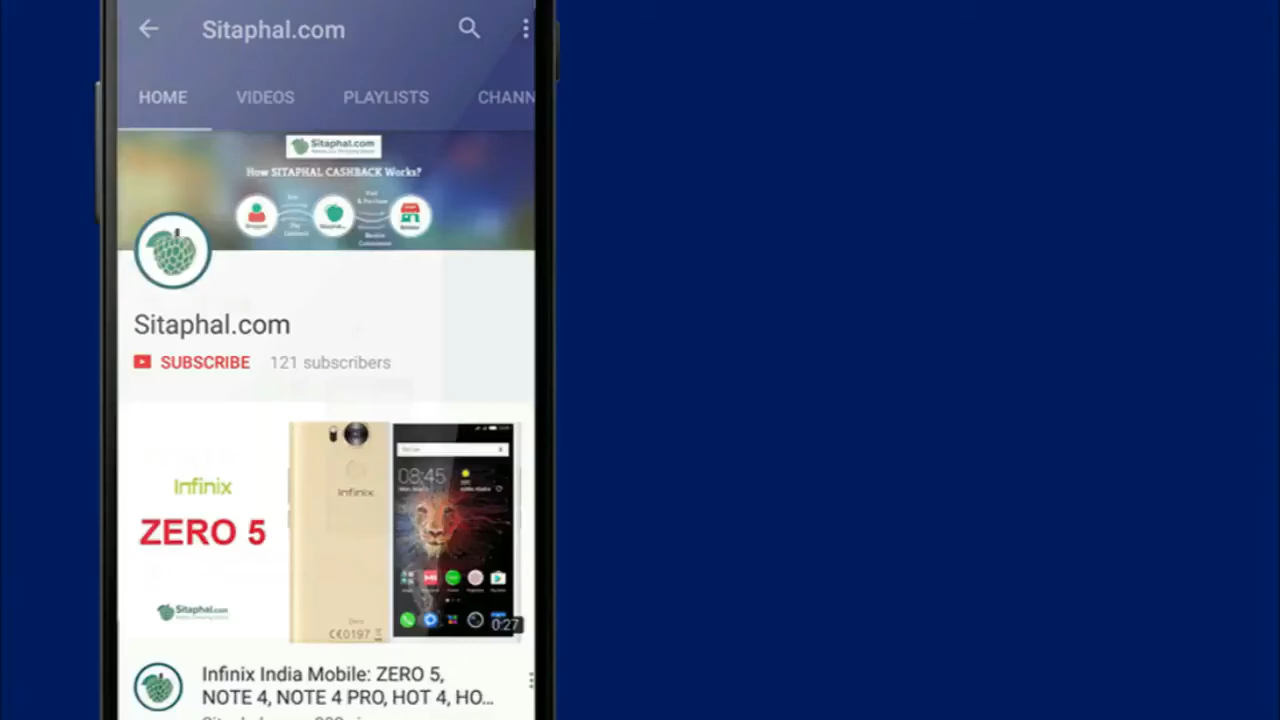 Sitaphal.com
HOME VIDEOS PLAYLISTS CHANN
Sitaphal.com
How SITAPHAL CASHBACK Works?
Sitaphal.com
SUBSCRIBE 121 subscribers
Infinix
ZERO 5
Infinix
08:45
Zero
CE0197
Sitaphal.com
0:27
Infinix India Mobile: ZERO 5,
NOTE 4, NOTE 4 PRO, HOT 4, HO...